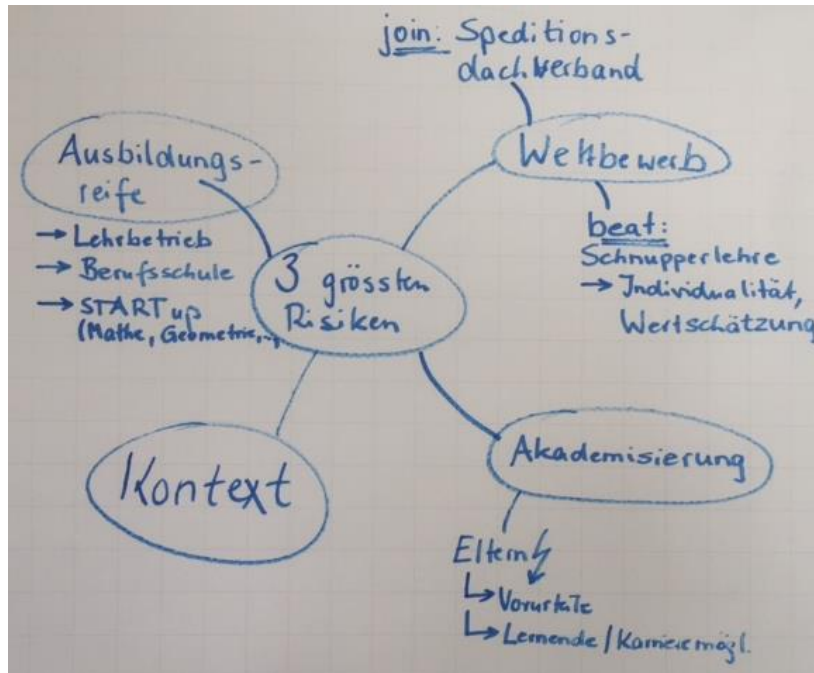 join: Speditions-
dachverband
Wettbewerb
beat:
Schnupperlehre
→ Individualität,
Wertschätzung
Ausbildungs-
reife
→ Lehrbetrieb
→ Berufsschule
→ STARTup
(Mathe, Geometrie,
3 grössten
Risiken
Kontext
Akademisierung
Eltern
↳ Vorurteile
↳ Lernende / Karrieremögl.